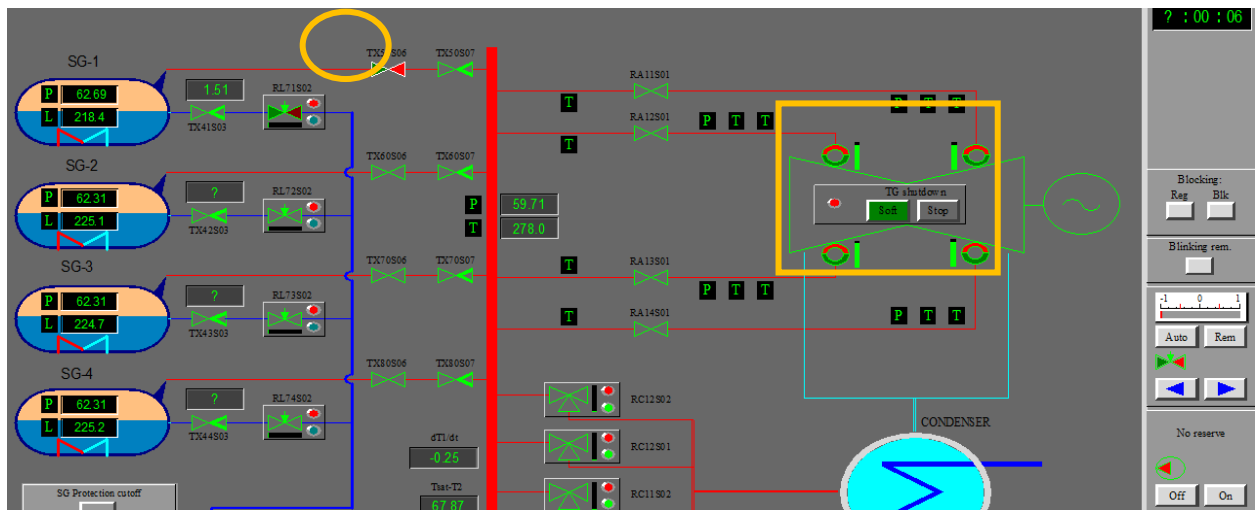 ? : 00 : 06
SG-1
P 62.69
L 218.4
1.51
TX41S03
RL71S02
TX50S06 TX50S07
RA11S01
T
P T T
RA12S01
P T T
T
SG-2
P 62.31
L 225.1
?
TX42S03
RL72S02
TX60S06 TX60S07
P 59.71
T 278.0
TG shutdown
Soft Stop
Blocking:
Reg Blk
Blinking rem.
SG-3
P 62.31
L 224.7
?
TX43S03
RL73S02
TX70S06 TX70S07
T
RA13S01
P T T
T
RA14S01
P T T
-1 0 1
Auto Rem
SG-4
P 62.31
L 225.2
?
TX44S03
RL74S02
TX80S06 TX80S07
RC12S02
RC12S01
RC11S02
CONDENSER
dT1/dt
-0.25
Tsat-T2
67.87
SG Protection cutoff
No reserve
Off On